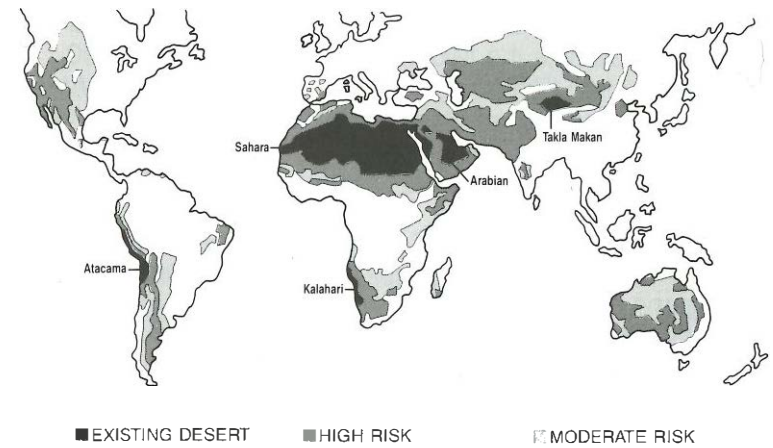 Sahara
Takla Makan
Arabian
Atacama
Kalahari
EXISTING DESERT
HIGH RISK
MODERATE RISK